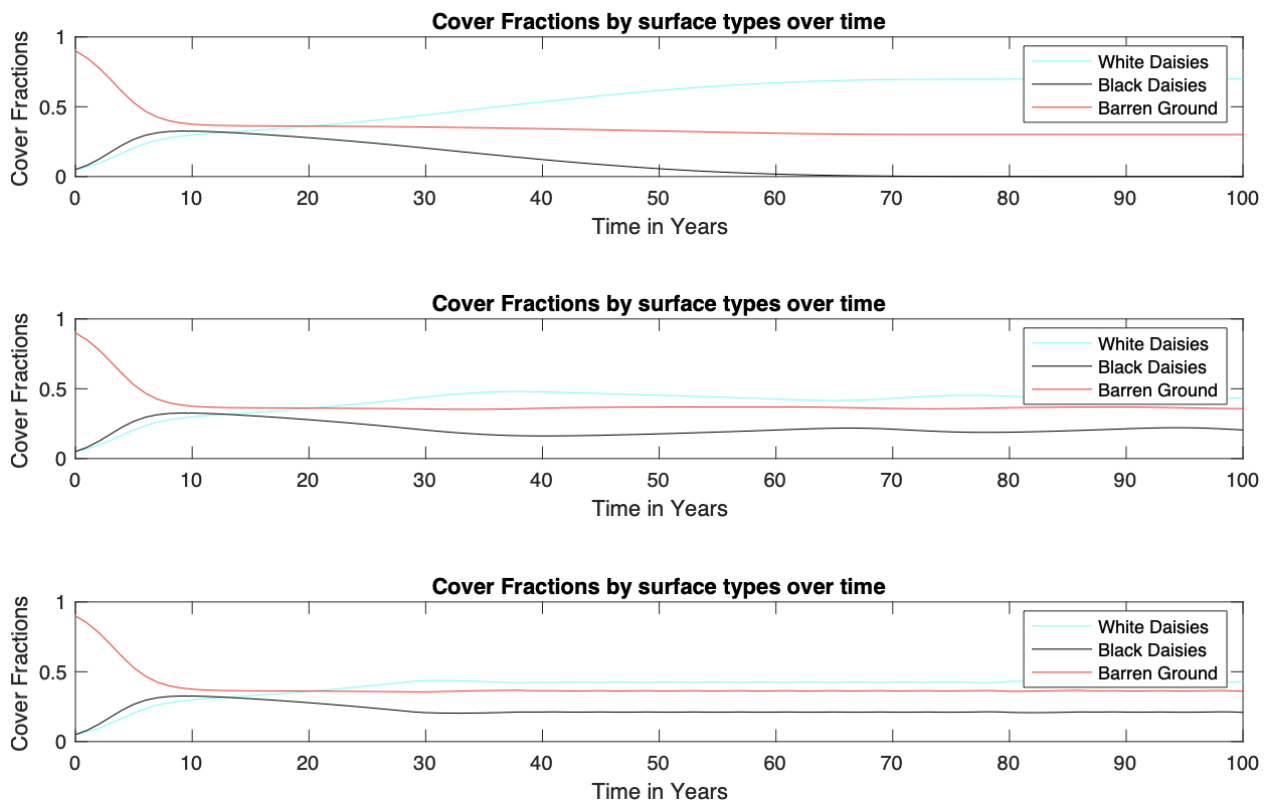 Cover Fractions by surface types over time
Cover Fractions
1
0.5
0
White Daisies
Black Daisies
Barren Ground
0 10 20 30 40 50 60 70 80 90 100
Time in Years
Cover Fractions by surface types over time
Cover Fractions
1
0.5
0
White Daisies
Black Daisies
Barren Ground
0 10 20 30 40 50 60 70 80 90 100
Time in Years
Cover Fractions by surface types over time
Cover Fractions
1
0.5
0
White Daisies
Black Daisies
Barren Ground
0 10 20 30 40 50 60 70 80 90 100
Time in Years